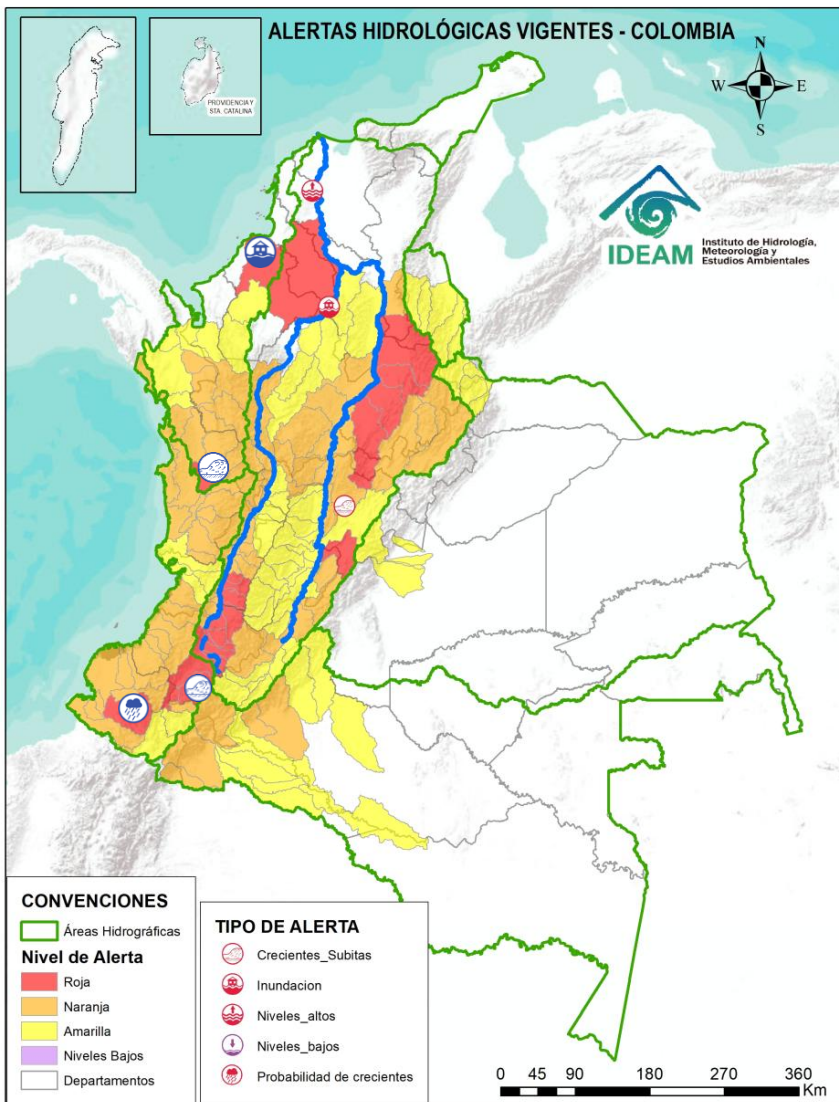 ALERTAS HIDROLÓGICAS VIGENTES - COLOMBIA
PROVIDENCIA Y
STA. CATALINA
N
W
E
S
IDEAM
Instituto de Hidrología,
Meteorología y
Estudios Ambientales
CONVENCIONES
Áreas Hidrográficas
Nivel de Alerta
Roja
Naranja
Amarilla
Niveles Bajos
Departamentos
TIPO DE ALERTA
Crecientes_Subitas
Inundacion
Niveles_altos
Niveles_bajos
Probabilidad de crecientes
0 45 90 180 270 360
Km